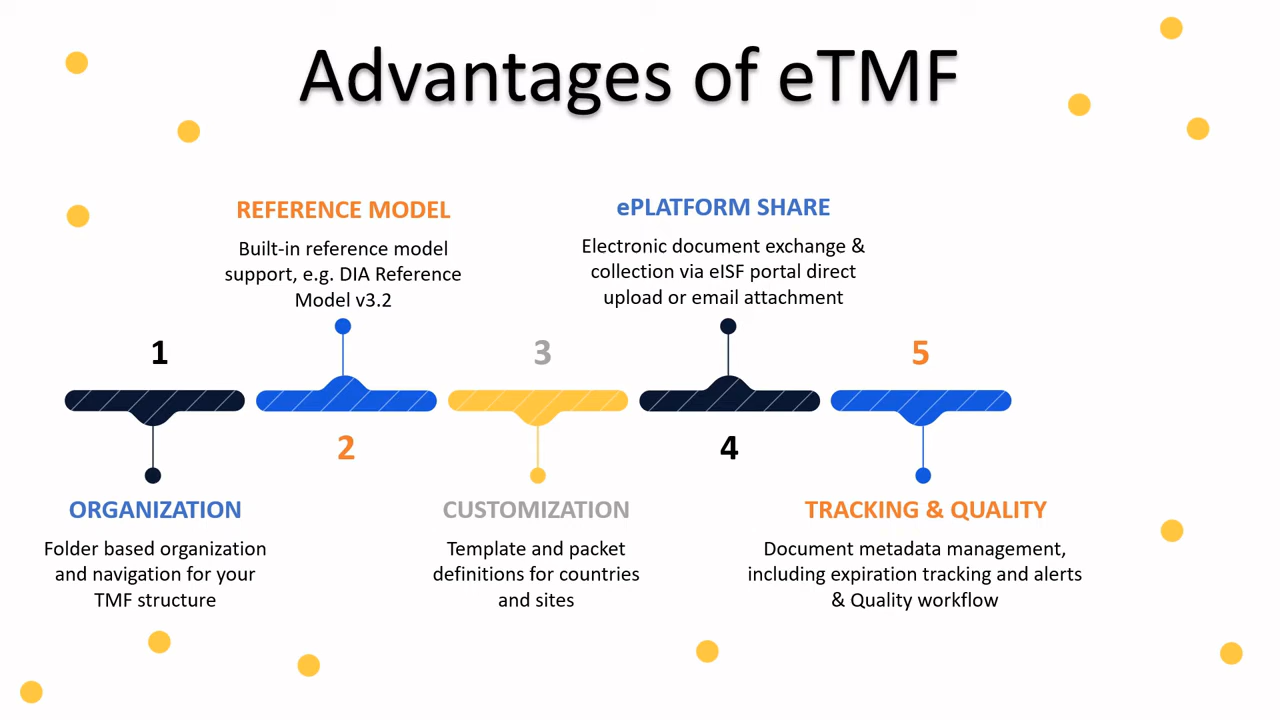 Advantages of eTMF
1
ORGANIZATION
Folder based organization
and navigation for your
TMF structure
REFERENCE MODEL
Built-in reference model
support, e.g. DIA Reference
Model v3.2
2
3
CUSTOMIZATION
Template and packet
definitions for countries
and sites
ePLATFORM SHARE
Electronic document exchange &
collection via eISF portal direct
upload or email attachment
4
5
TRACKING & QUALITY
Document metadata management,
including expiration tracking and alerts
& Quality workflow